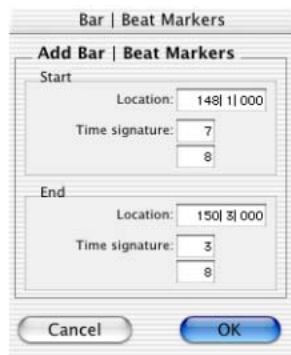 Bar | Beat Markers
Add Bar | Beat Markers
Start
Location: 148| 1| 000
Time signature: 7
8
End
Location: 150| 3| 000
Time signature: 3
8
Cancel OK